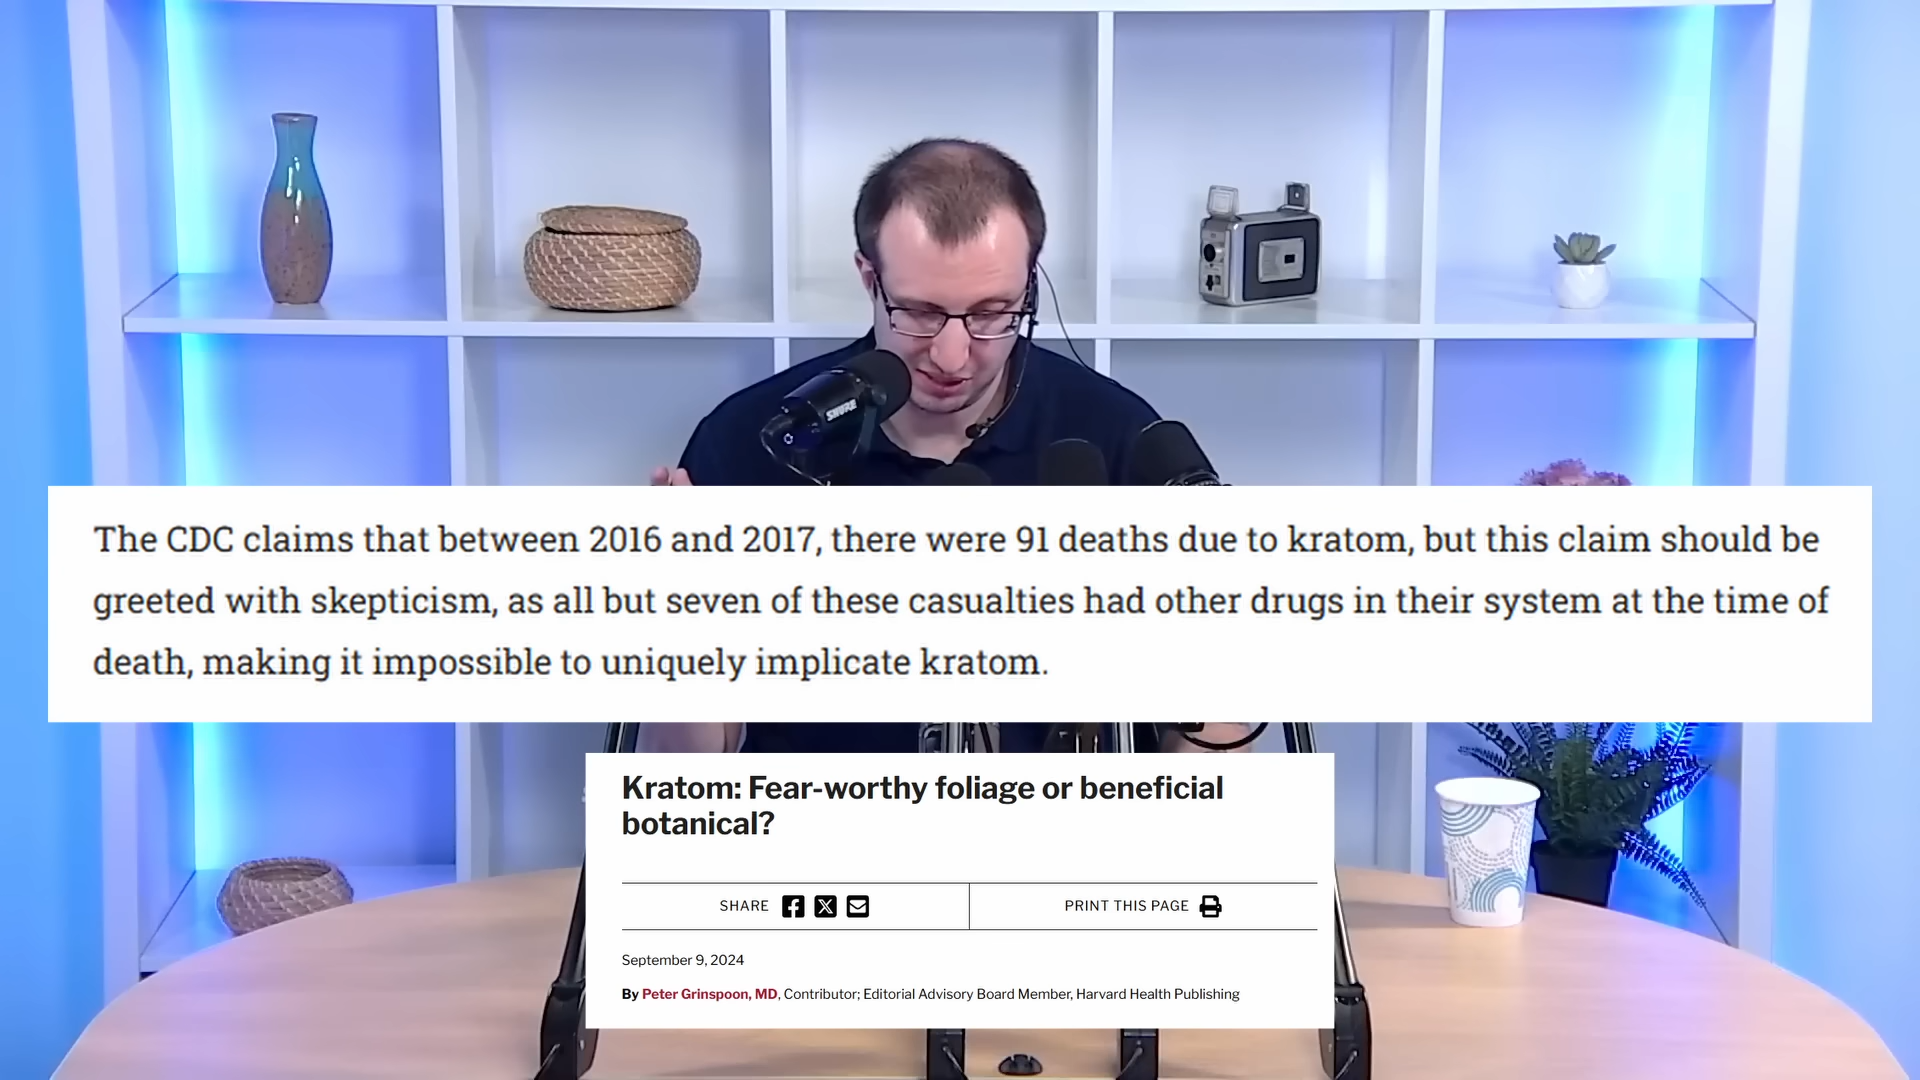 SHURE
The CDC claims that between 2016 and 2017, there were 91 deaths due to kratom, but this claim should be
greeted with skepticism, as all but seven of these casualties had other drugs in their system at the time of
death, making it impossible to uniquely implicate kratom.
Kratom: Fear-worthy foliage or beneficial
botanical?
SHARE PRINT THIS PAGE
September 9, 2024
By Peter Grinspoon, MD, Contributor; Editorial Advisory Board Member, Harvard Health Publishing